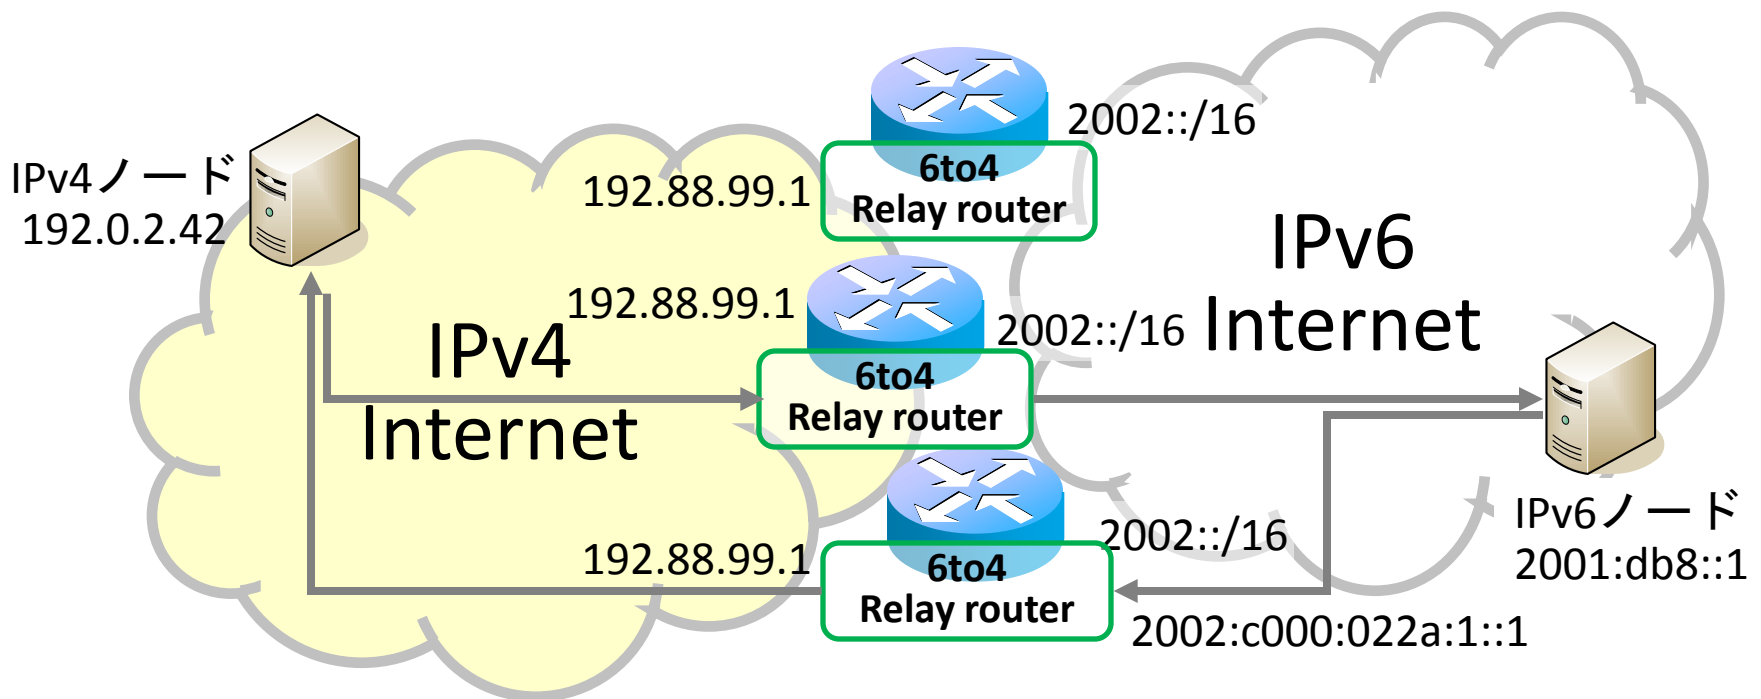 2002::/16
6to4
Relay router
192.88.99.1
IPv4ノード
192.0.2.42
IPv6
Internet
192.88.99.1
2002::/16
IPv4
Internet
6to4
Relay router
IPv6ノード
2001:db8::1
2002::/16
192.88.99.1
6to4
Relay router
2002:c000:022a:1::1